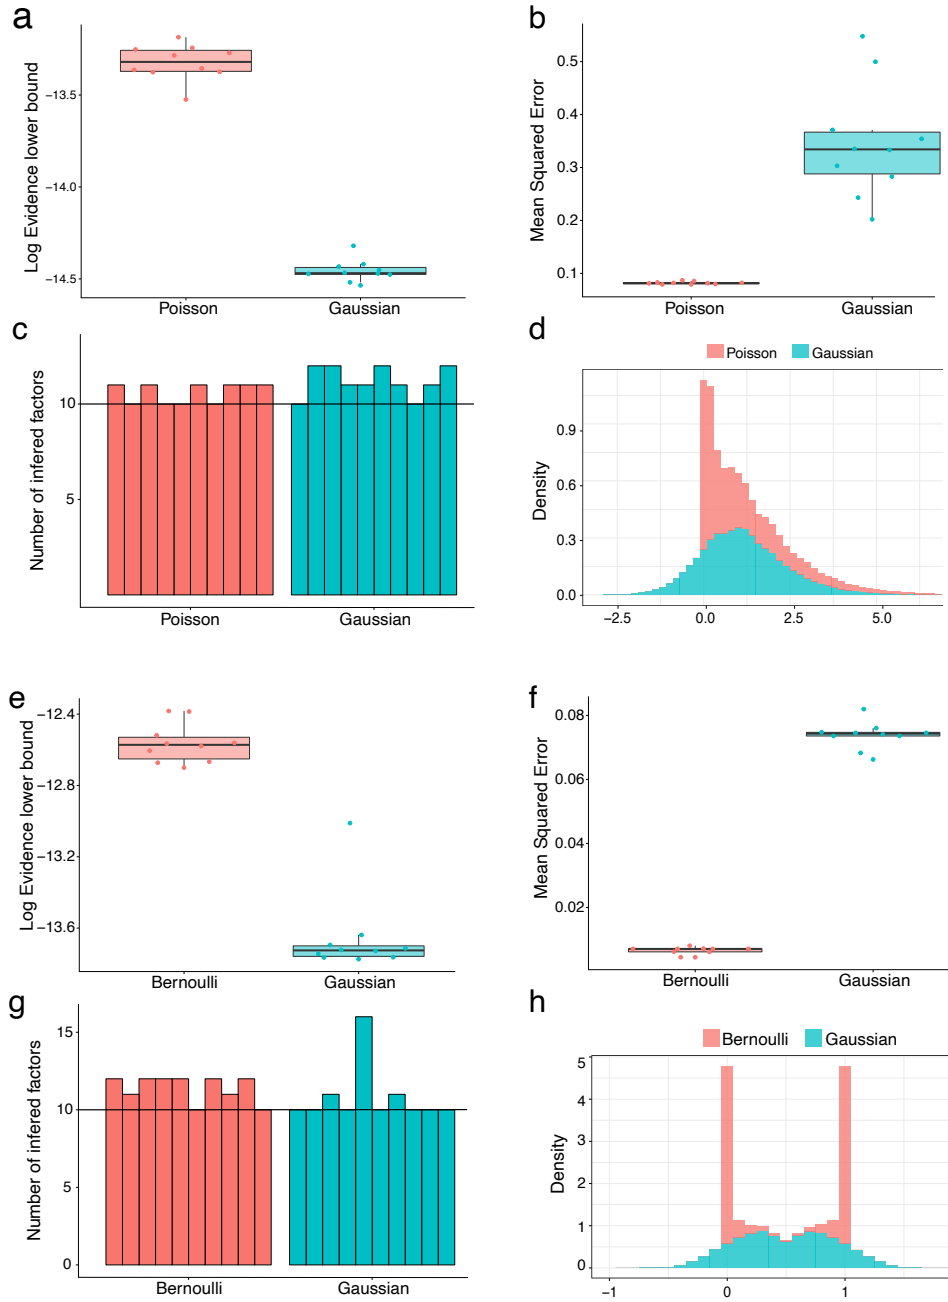 a
Log Evidence lower bound
−13.5
−14.0
−14.5
Poisson
Gaussian
b
Mean Squared Error
0.5
0.4
0.3
0.2
0.1
Poisson
Gaussian
c
Number of infered factors
10
5
Poisson
Gaussian
d
Poisson
Gaussian
Density
0.9
0.6
0.3
0.0
−2.5
0.0
2.5
5.0
e
Log Evidence lower bound
−12.4
−12.8
−13.2
−13.6
Bernoulli
Gaussian
f
Mean Squared Error
0.08
0.06
0.04
0.02
Bernoulli
Gaussian
g
Number of infered factors
15
10
5
0
Bernoulli
Gaussian
h
Bernoulli
Gaussian
Density
5
4
3
2
1
0
−1
0
1